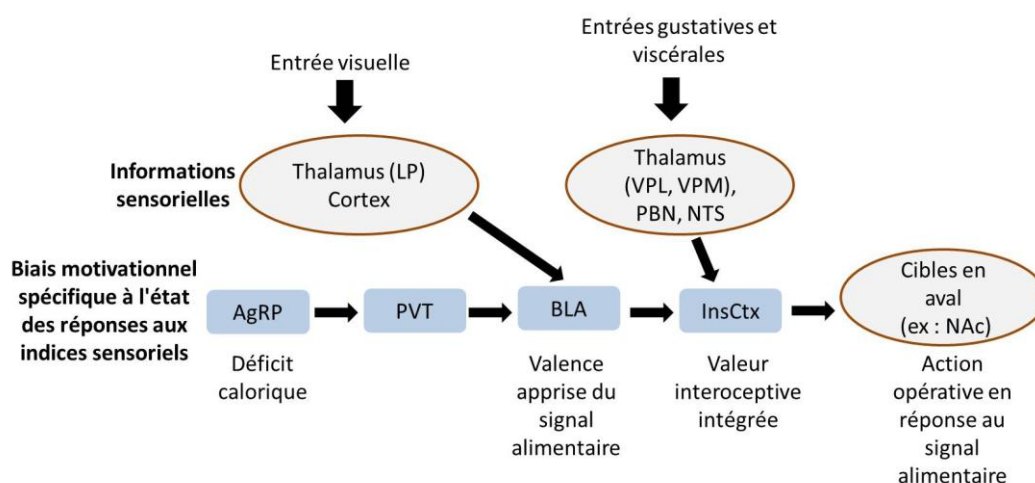 Entrées gustatives et
viscérales
Entrée visuelle
Informations
sensorielles
Thalamus (LP)
Cortex
Thalamus
(VPL, VPM),
PBN, NTS
Biais motivationnel
spécifique à l'état
des réponses aux
indices sensoriels
AgRP
PVT
BLA
InsCtx
Cibles en
aval
(ex : NAc)
Déficit
calorique
Valence
apprise du
signal
alimentaire
Valeur
interoceptive
intégrée
Action
opérative en
réponse au
signal
alimentaire